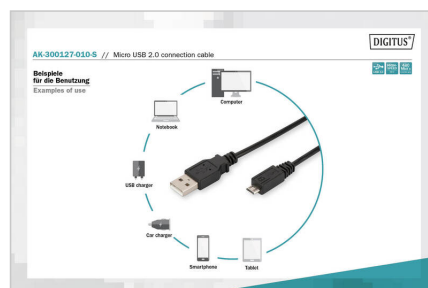 DIGITUS®
AK-300127-010-S // Micro USB 2.0 connection cable
Beispiele
für die Benutzung
Examples of use
Computer
Notebook
USB charger
Car charger
Smartphone
Tablet